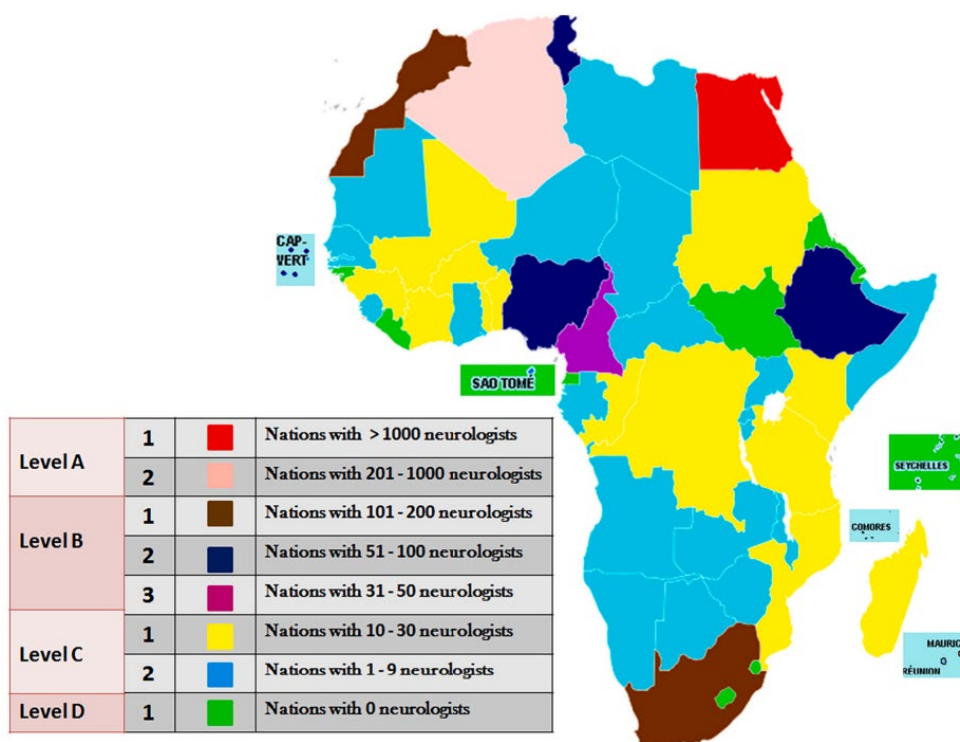 CAP-
VERT
SAO TOMÉ
SEYCHELLES
COMORES
MAURIC
RÉUNION
Level A
1
Nations with > 1000 neurologists
2
Nations with 201 - 1000 neurologists
Level B
1
Nations with 101 - 200 neurologists
2
Nations with 51 - 100 neurologists
3
Nations with 31 - 50 neurologists
Level C
1
Nations with 10 - 30 neurologists
2
Nations with 1 - 9 neurologists
Level D
1
Nations with 0 neurologists